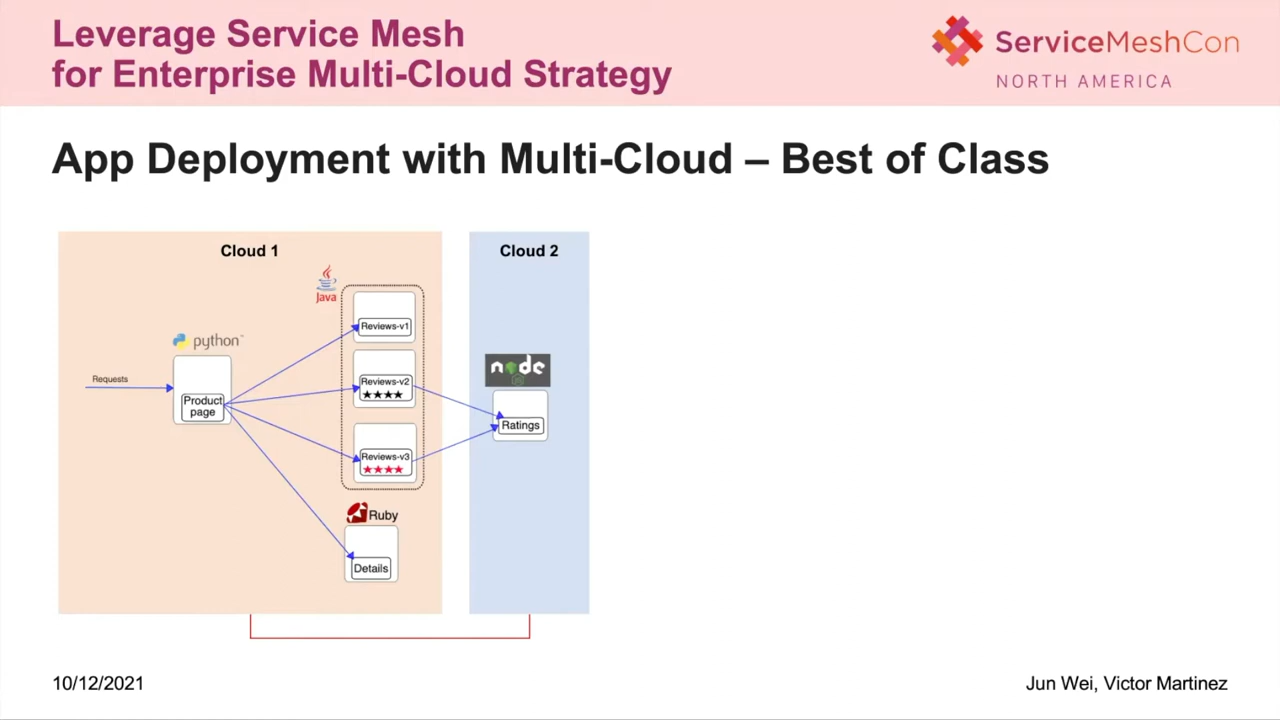 Leverage Service Mesh
for Enterprise Multi-Cloud Strategy
ServiceMeshCon
NORTH AMERICA
App Deployment with Multi-Cloud – Best of Class
Cloud 1
Cloud 2
Java
Reviews-v1
python™
node
JS
Requests
Reviews-v2
Product
page
Ratings
Reviews-v3
Ruby
Details
10/12/2021
Jun Wei, Victor Martinez